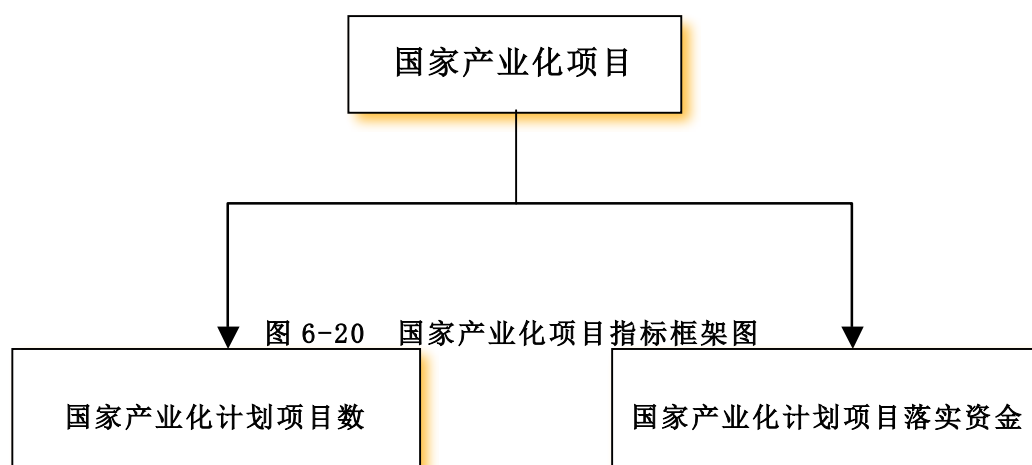 国家产业化项目
图 6-20 国家产业化项目指标框架图
国家产业化计划项目数
国家产业化计划项目落实资金